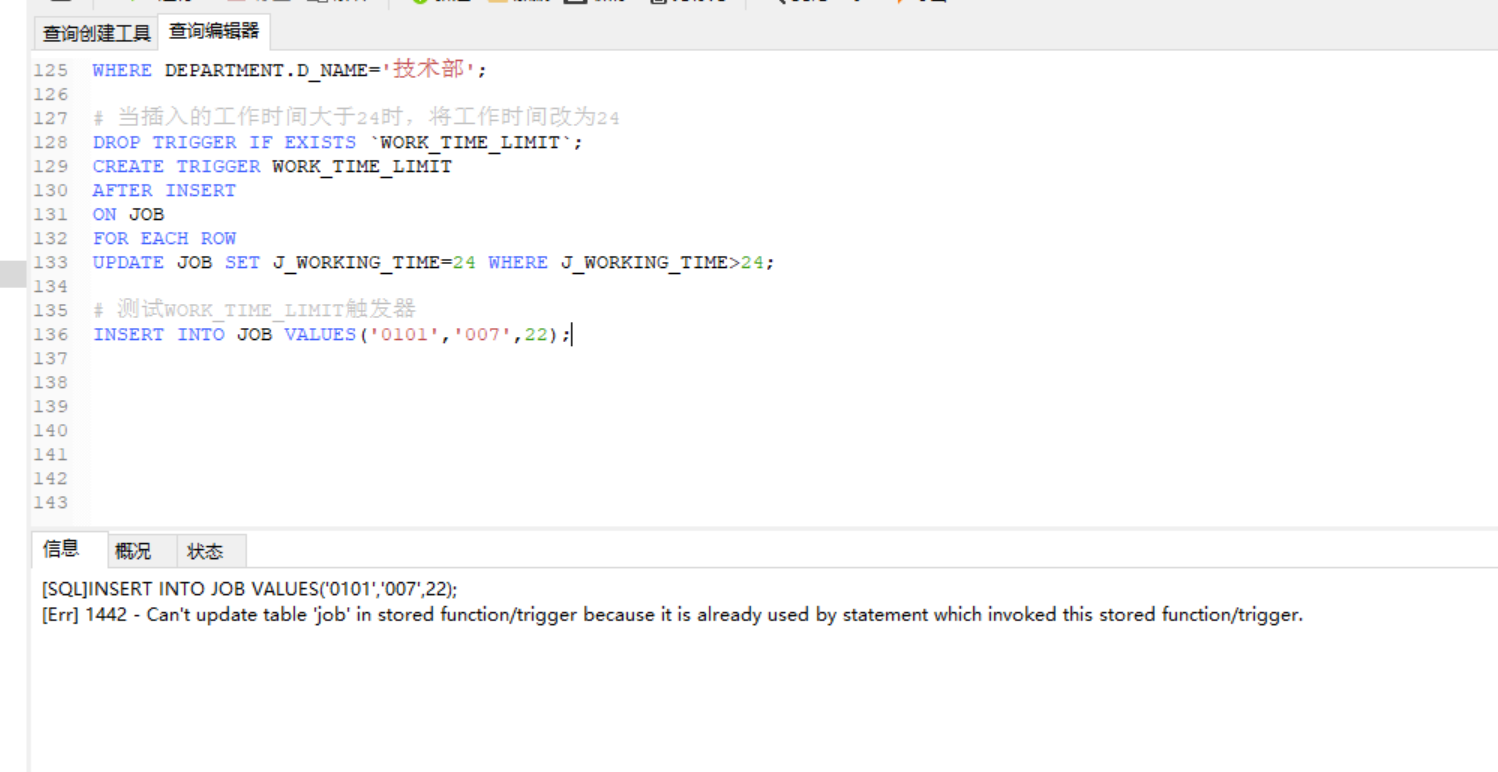 查询创建工具 查询编辑器
125 WHERE DEPARTMENT.D_NAME='技术部';
126
127 # 当插入的工作时间大于24时，将工作时间改为24
128 DROP TRIGGER IF EXISTS `WORK_TIME_LIMIT`;
129 CREATE TRIGGER WORK_TIME_LIMIT
130 AFTER INSERT
131 ON JOB
132 FOR EACH ROW
133 UPDATE JOB SET J_WORKING_TIME=24 WHERE J_WORKING_TIME>24;
134
135 # 测试WORK_TIME_LIMIT触发器
136 INSERT INTO JOB VALUES('0101','007',22);
137
138
139
140
141
142
143
信息 概况 状态
[SQL]INSERT INTO JOB VALUES('0101','007',22);
[Err] 1442 - Can't update table 'job' in stored function/trigger because it is already used by statement which invoked this stored function/trigger.